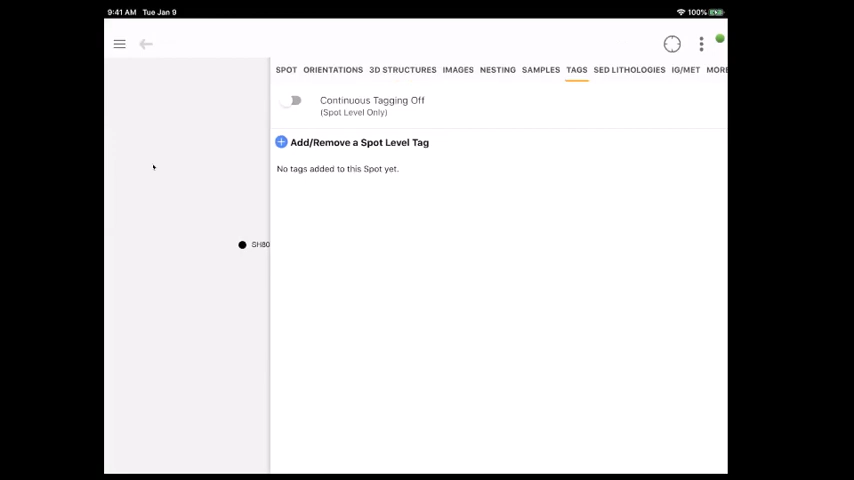 9:41 AM Tue Jan 9
100%
SPOT ORIENTATIONS 3D STRUCTURES IMAGES NESTING SAMPLES TAGS SED LITHOLOGIES IG/MET MORE
Continuous Tagging Off
(Spot Level Only)
Add/Remove a Spot Level Tag
No tags added to this Spot yet.
SH80